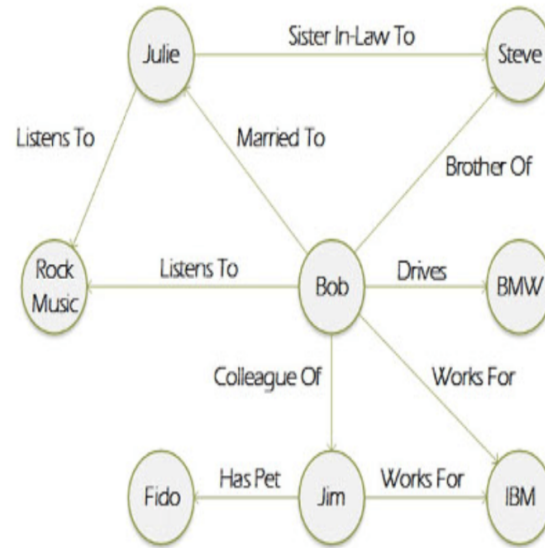 Sister In-Law To
Julie
Steve
Listens To
Married To
Brother Of
Rock
Music
Listens To
Bob
Drives
BMW
Colleague Of
Works For
Fido
Has Pet
Jim
Works For
IBM